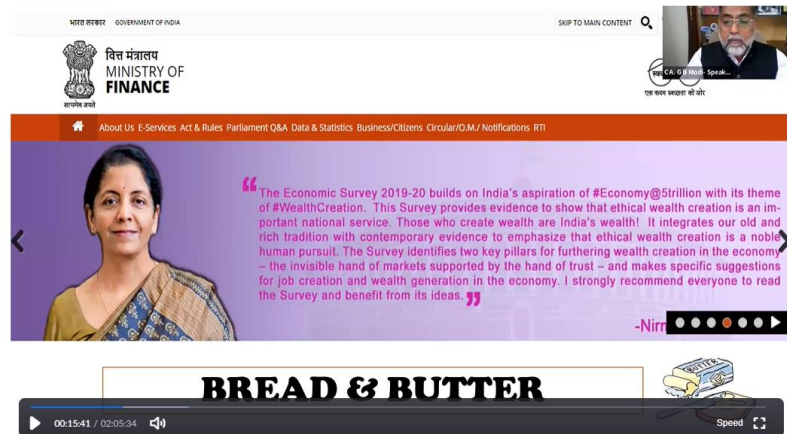 भारत सरकार GOVERNMENT OF INDIA
SKIP TO MAIN CONTENT
वित्त मंत्रालय
MINISTRY OF
FINANCE
सत्यमेव जयते
CA. G B Modi- Speak...
एक कदम स्वच्छता की ओर
About Us E-Services Act & Rules Parliament Q&A Data & Statistics Business/Citizens Circular/O.M./ Notifications RTI
“The Economic Survey 2019-20 builds on India's aspiration of #Economy@5trillion with its theme
of #WealthCreation. This Survey provides evidence to show that ethical wealth creation is an im-
portant national service. Those who create wealth are India's wealth! It integrates our old and
rich tradition with contemporary evidence to emphasize that ethical wealth creation is a noble
human pursuit. The Survey identifies two key pillars for furthering wealth creation in the economy
– the invisible hand of markets supported by the hand of trust – and makes specific suggestions
for job creation and wealth generation in the economy. I strongly recommend everyone to read
the Survey and benefit from its ideas.”
-Nirm
BREAD & BUTTER
BUTTER
00:15:41 / 02:05:34
Speed